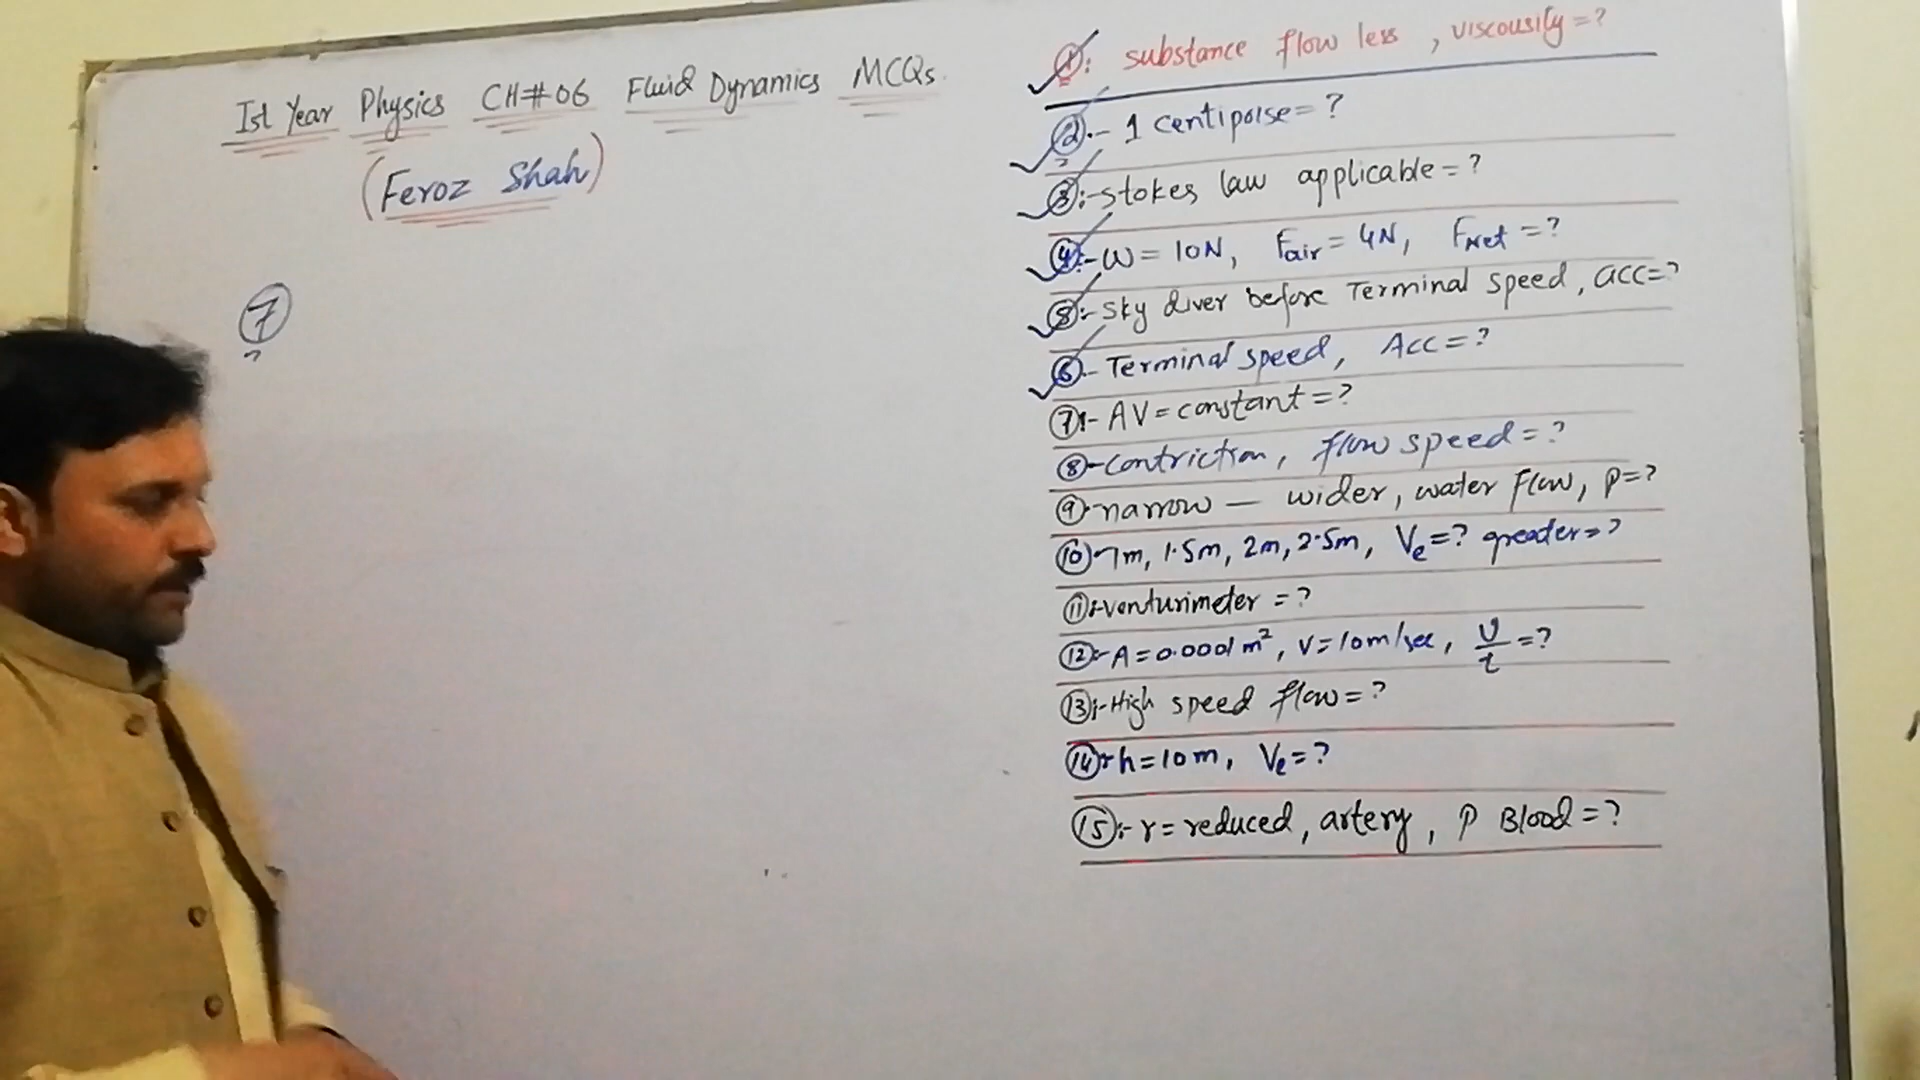 Ist Year Physics CH#06 Fluid Dynamics MCQs.
(Feroz Shah)
7
1:- substance flow less, viscousity=?
2:- 1 centipoise=?
3:- stokes law applicable=?
4:- W= 10N, Fair= 4N, FNet =?
5:- Sky diver before Terminal speed, acc=?
6:- Terminal speed, Acc=?
7:- AV=constant=?
8:- contriction, flow speed=?
9:- narrow — wider, water flow, P=?
10:- 1m, 1.5m, 2m, 2.5m, Ve=? greater=?
11:- venturimeter =?
12:- A=0.0001 m², V=10m/sec, V/t =?
13:- High speed flow=?
14:- h=10m, Ve=?
15:- r= reduced, artery, P Blood=?